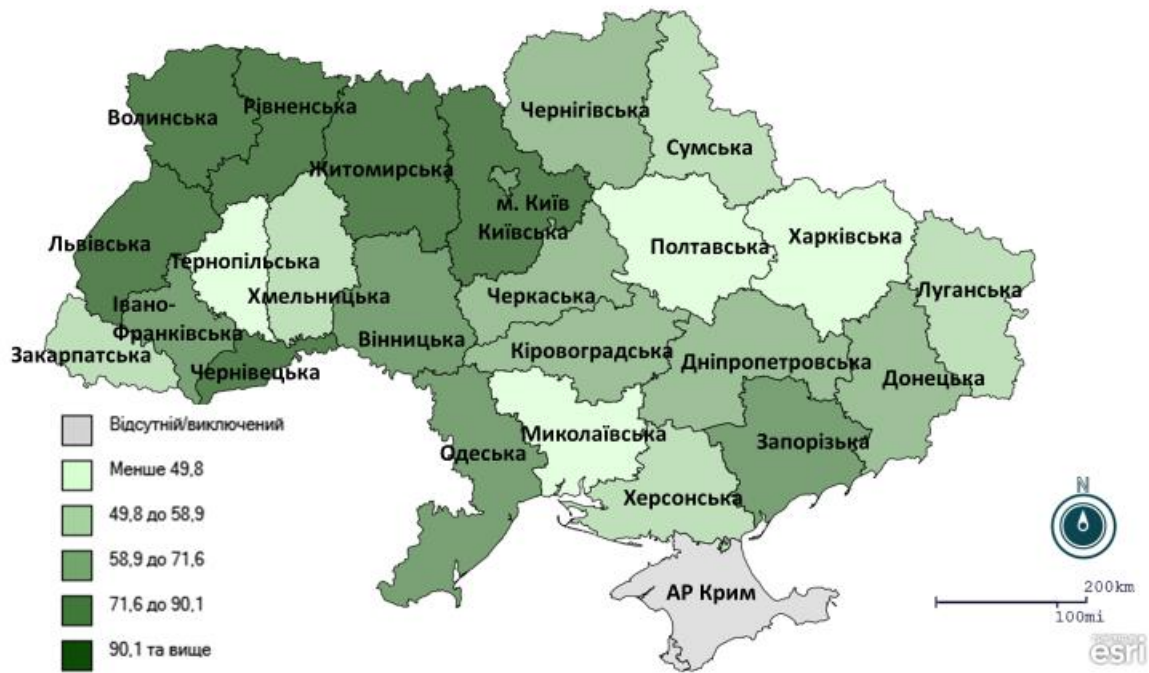 Волинська
Рівненська
Житомирська
Чернігівська
Сумська
м. Київ
Київська
Львівська
Тернопільська
Хмельницька
Полтавська
Харківська
Луганська
Черкаська
Івано-
Франківська
Закарпатська
Чернівецька
Вінницька
Кіровоградська
Дніпропетровська
Донецька
Миколаївська
Запорізька
Одеська
Херсонська
АР Крим
Відсутній/виключений
Менше 49,8
49,8 до 58,9
58,9 до 71,6
71,6 до 90,1
90,1 та вище
N
200km
100mi
esri